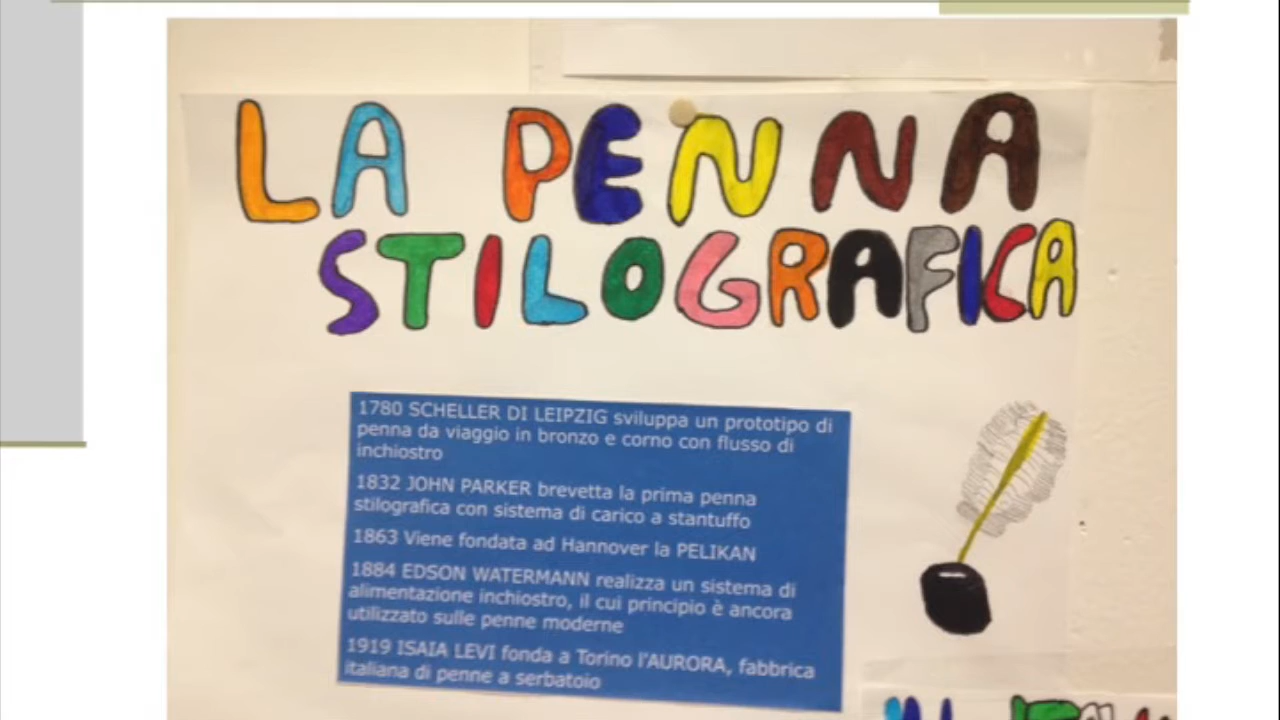 LA PENNA
STILOGRAFICA
1780 SCHELLER DI LEIPZIG sviluppa un prototipo di
penna da viaggio in bronzo e corno con flusso di
inchiostro
1832 JOHN PARKER brevetta la prima penna
stilografica con sistema di carico a stantuffo
1863 Viene fondata ad Hannover la PELIKAN
1884 EDSON WATERMANN realizza un sistema di
alimentazione inchiostro, il cui principio è ancora
utilizzato sulle penne moderne
1919 ISAIA LEVI fonda a Torino l'AURORA, fabbrica
italiana di penne a serbatoio